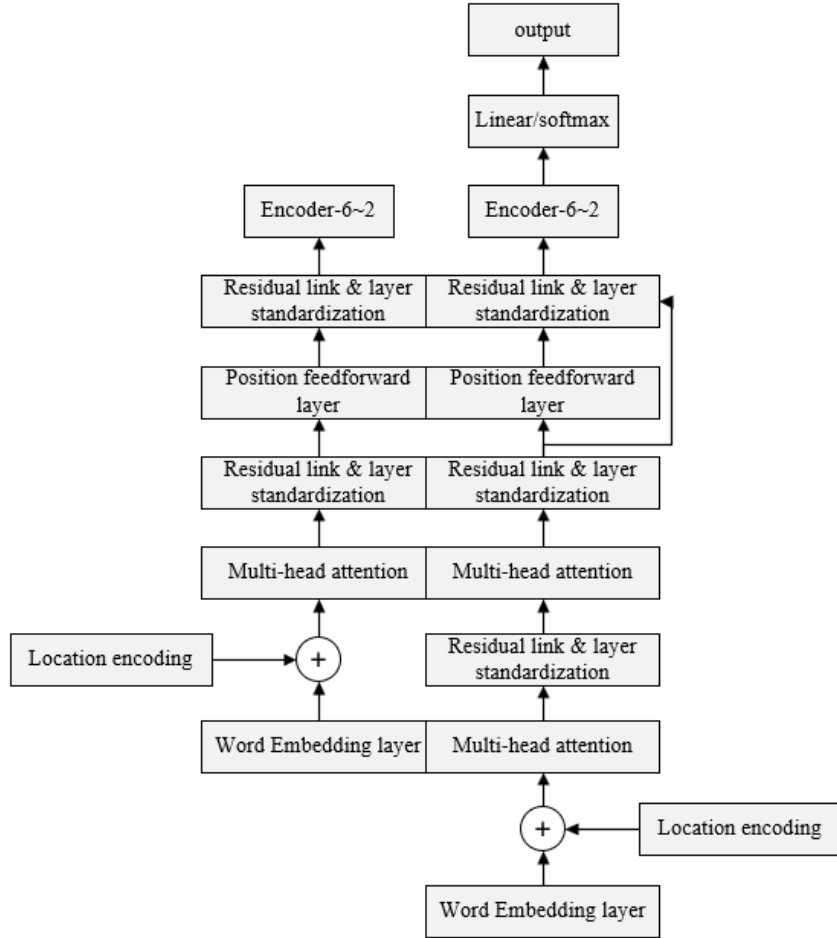 output
Linear/softmax
Encoder-6~2
Encoder-6~2
Residual link & layer
standardization
Residual link & layer
standardization
Position feedforward
layer
Position feedforward
layer
Residual link & layer
standardization
Residual link & layer
standardization
Multi-head attention
Multi-head attention
Location encoding
+
Residual link & layer
standardization
Word Embedding layer
Multi-head attention
+
Location encoding
Word Embedding layer